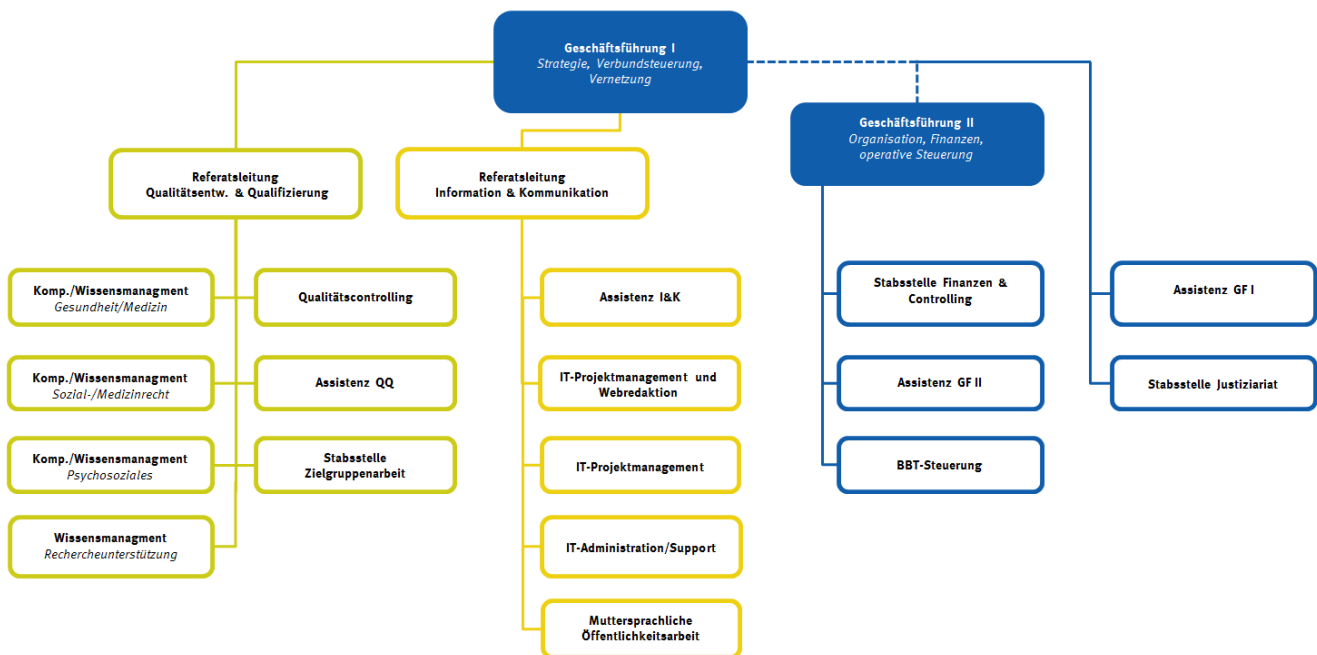 Geschäftsführung I
Strategie, Verbundsteuerung,
Vernetzung
Geschäftsführung II
Organisation, Finanzen,
operative Steuerung
Referatsleitung
Qualitätsentw. & Qualifizierung
Referatsleitung
Information & Kommunikation
Komp./Wissensmanagment
Gesundheit/Medizin
Qualitätscontrolling
Komp./Wissensmanagment
Sozial-/Medizinrecht
Assistenz QQ
Komp./Wissensmanagment
Psychosoziales
Stabsstelle
Zielgruppenarbeit
Wissensmanagment
Rechercheunterstützung
Assistenz I&K
IT-Projektmanagement und
Webredaktion
IT-Projektmanagement
IT-Administration/Support
Muttersprachliche
Öffentlichkeitsarbeit
Stabsstelle Finanzen &
Controlling
Assistenz GF II
BBT-Steuerung
Assistenz GF I
Stabsstelle Justiziariat